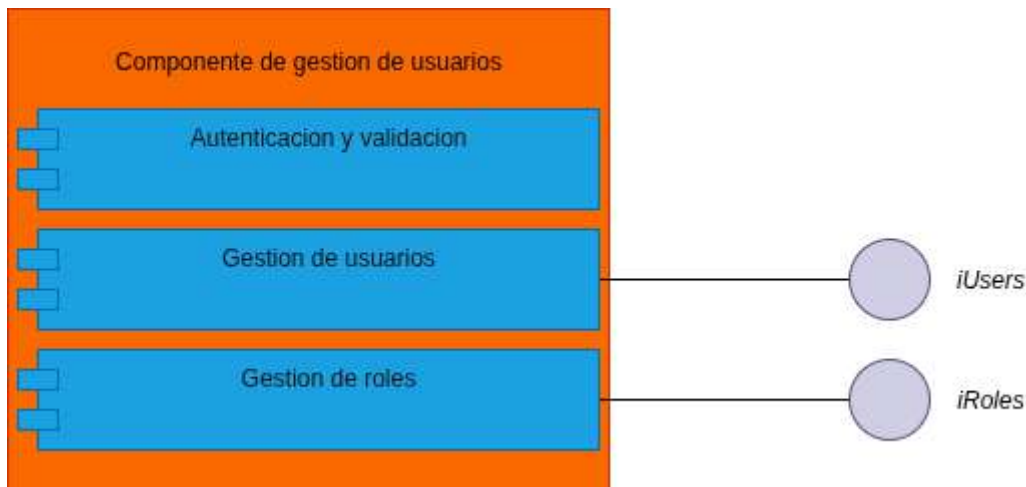 Componente de gestion de usuarios
Autenticacion y validacion
Gestion de usuarios
iUsers
Gestion de roles
iRoles